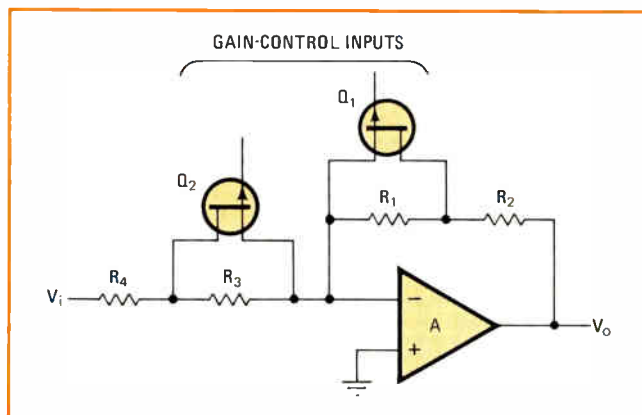 GAIN-CONTROL INPUTS
Q1
Q2
R1
R2
R4
R3
Vi
A
Vo